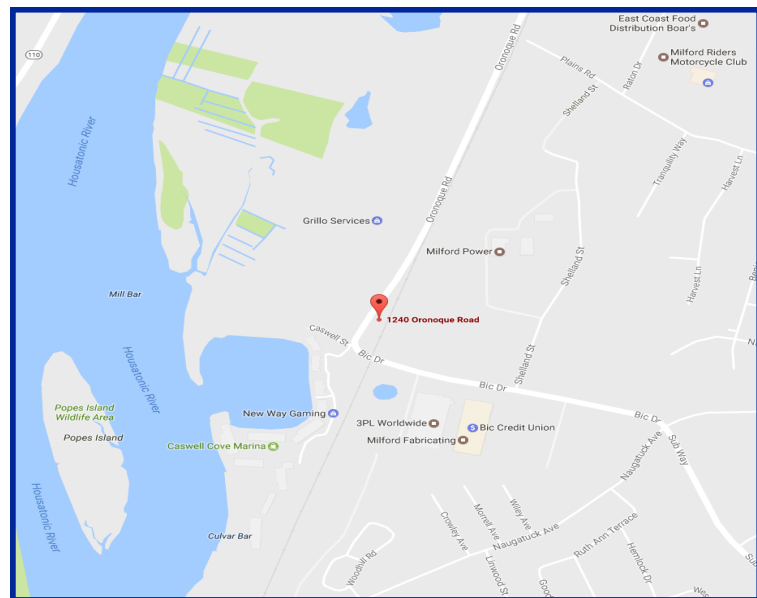 East Coast Food
Distribution Boar's
Oronoque Rd
110
Milford Riders
Motorcycle Club
Plains Rd
Raton Dr
Shelland St
Housatonic River
Tranquility Way
Harvest Ln
Oronoque Rd
Grillo Services
Milford Power
Shelland St
Harvest Ln
Mill Bar
1240 Oronoque Road
Caswell St
Bic Dr
Housatonic River
Shelland St
Bic Dr
Popes Island
Wildlife Area
New Way Gaming
Bic Dr
3PL Worldwide
Bic Credit Union
Popes Island
Milford Fabricating
Caswell Cove Marina
Sub Way
Naugatuck Ave
Housatonic River
Crowley Ave
Morrell Ave
Wiley Ave
Culvar Bar
Naugatuck Ave
Ruth Ann Terrace
Woodhill Rd
Linwood St
Hemlock Dr